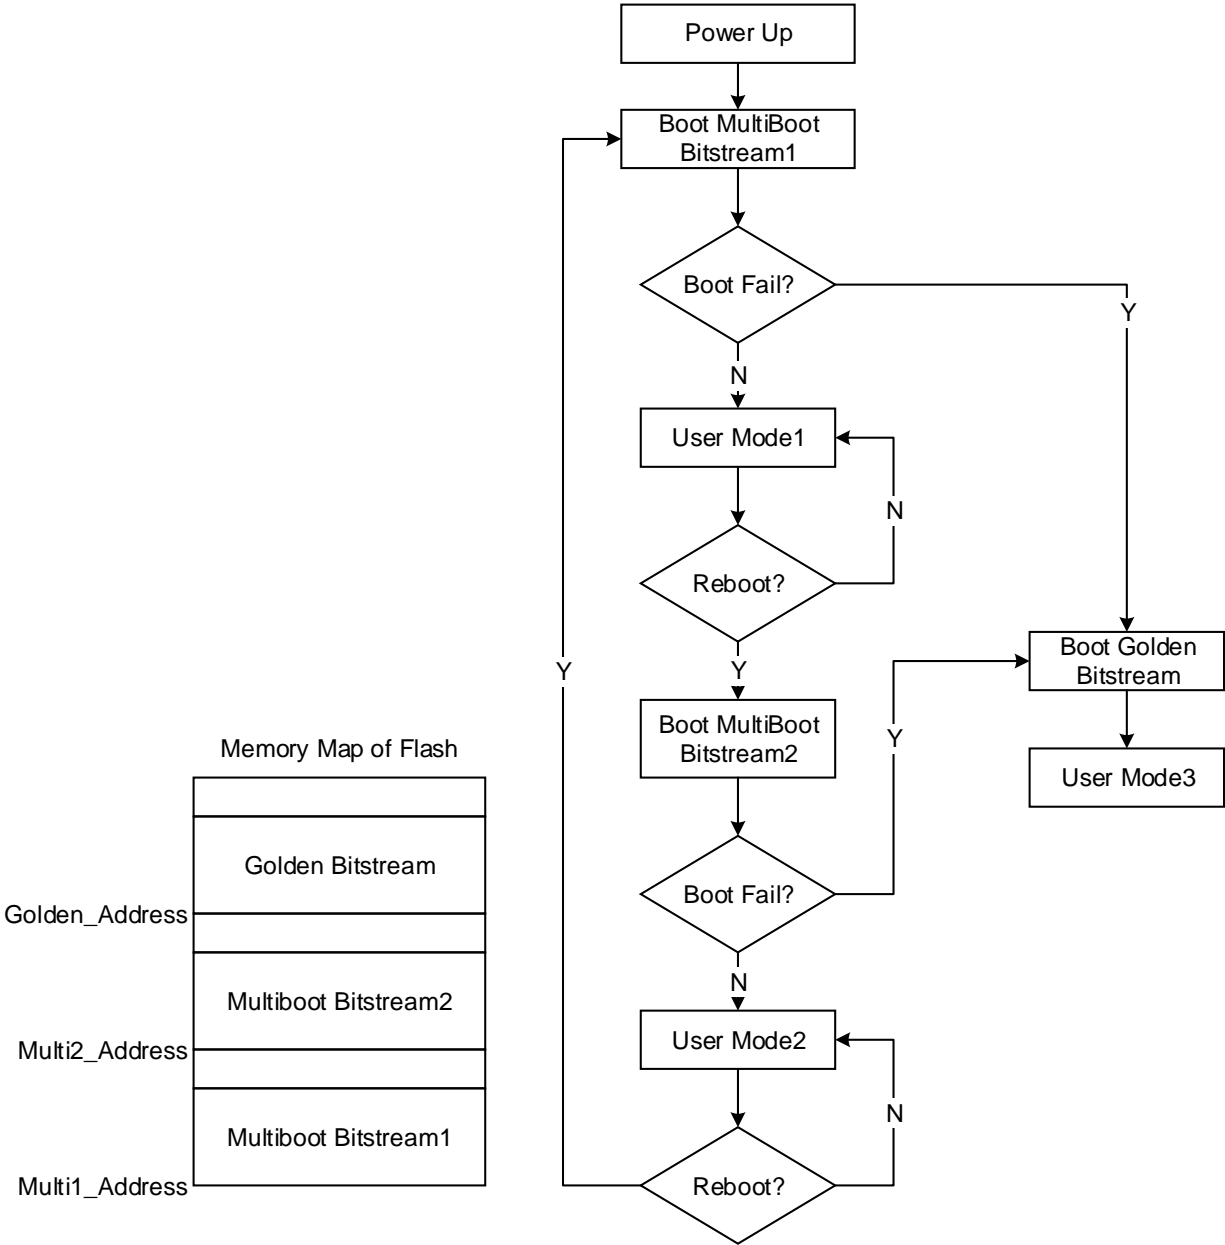 Power Up
Boot MultiBoot
Bitstream1
Boot Fail?
Y
N
User Mode1
N
Reboot?
Y
Y
Boot Golden
Bitstream
Boot MultiBoot
Bitstream2
Y
User Mode3
Boot Fail?
N
User Mode2
N
Reboot?
Memory Map of Flash
Golden Bitstream
Golden_Address
Multiboot Bitstream2
Multi2_Address
Multiboot Bitstream1
Multi1_Address